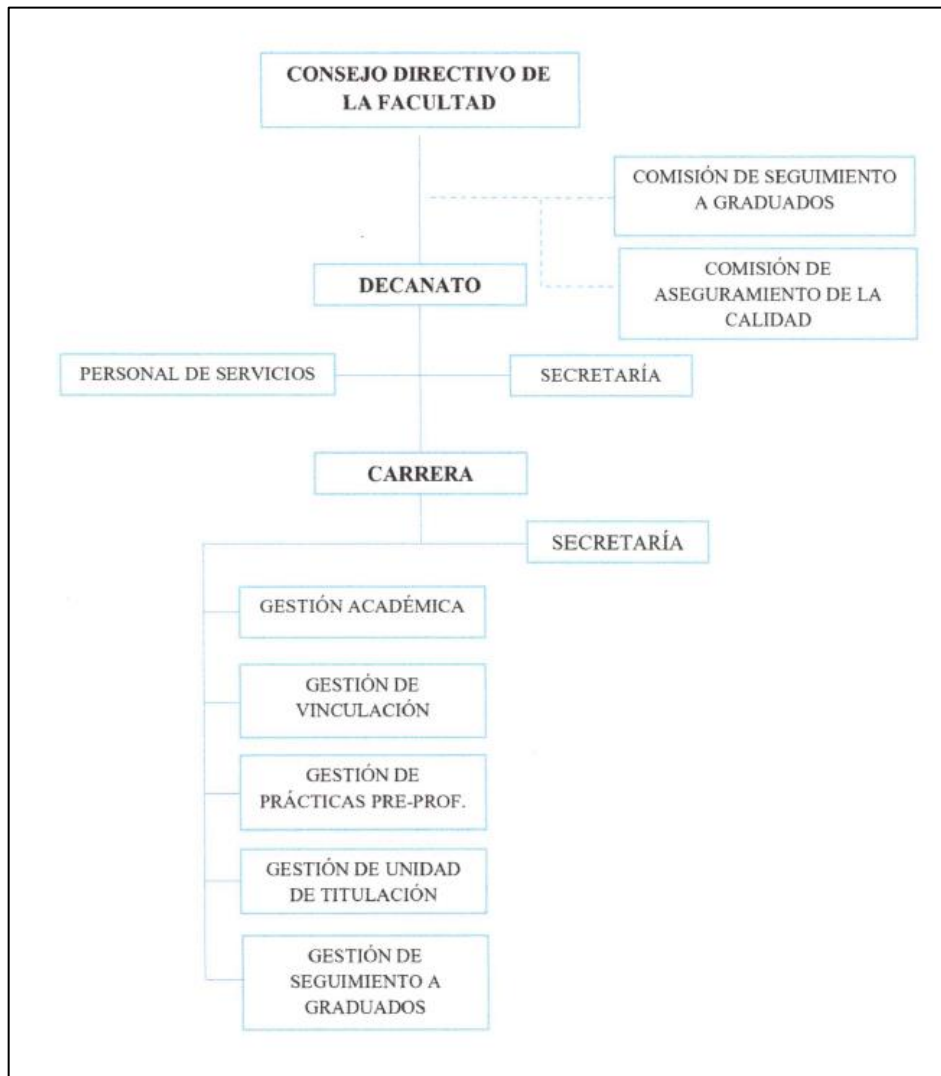 CONSEJO DIRECTIVO DE
LA FACULTAD
COMISIÓN DE SEGUIMIENTO
A GRADUADOS
COMISIÓN DE
ASEGURAMIENTO DE LA
CALIDAD
DECANATO
PERSONAL DE SERVICIOS
SECRETARÍA
CARRERA
SECRETARÍA
GESTIÓN ACADÉMICA
GESTIÓN DE
VINCULACIÓN
GESTIÓN DE
PRÁCTICAS PRE-PROF.
GESTIÓN DE UNIDAD
DE TITULACIÓN
GESTIÓN DE
SEGUIMIENTO A
GRADUADOS